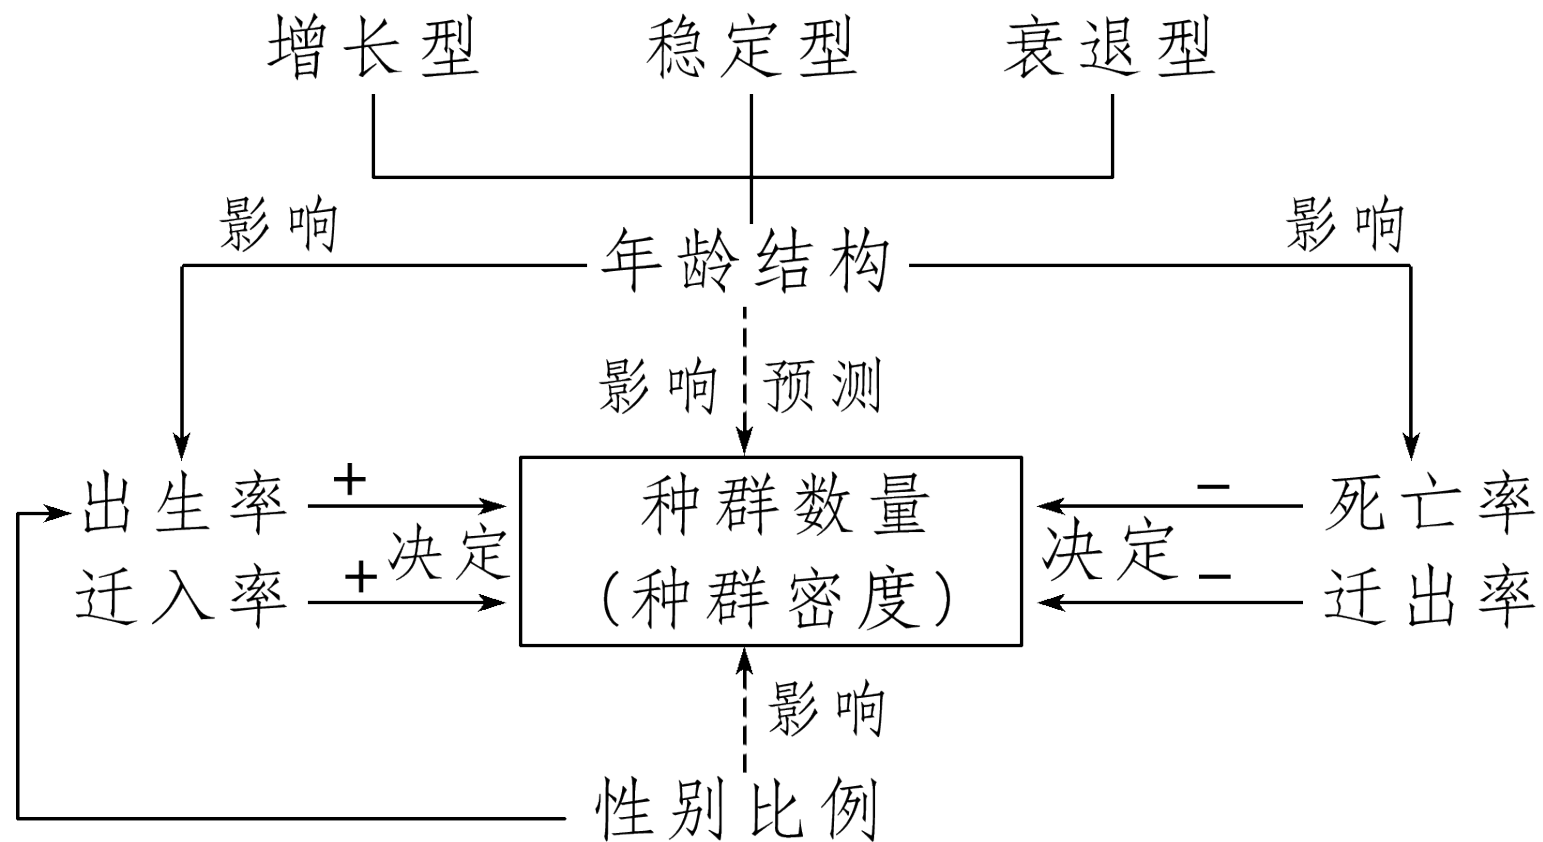 增长型 稳定型 衰退型
影响 年龄结构 影响
影响 预测
出生率 + 决定 种群数量 - 决定 死亡率
迁入率 + (种群密度) - 迁出率
影响
性别比例